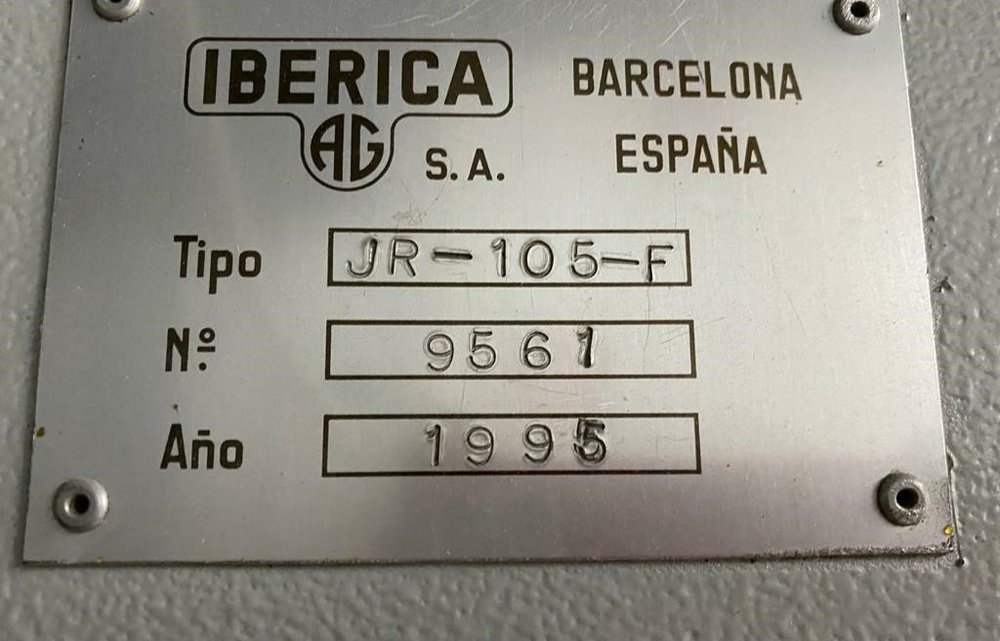 IBERICA BARCELONA
AG S.A. ESPAÑA
Tipo JR-105-F
Nº. 9561
Año 1995